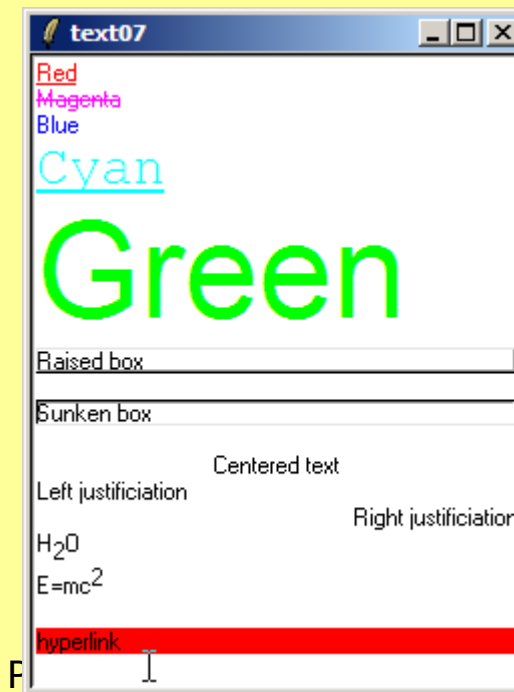 text07
Red
Magenta
Blue
Cyan
Green
Raised box
Sunken box
Centered text
Left justificiation
Right justificiation
H₂O
E=mc²
hyperlink
P